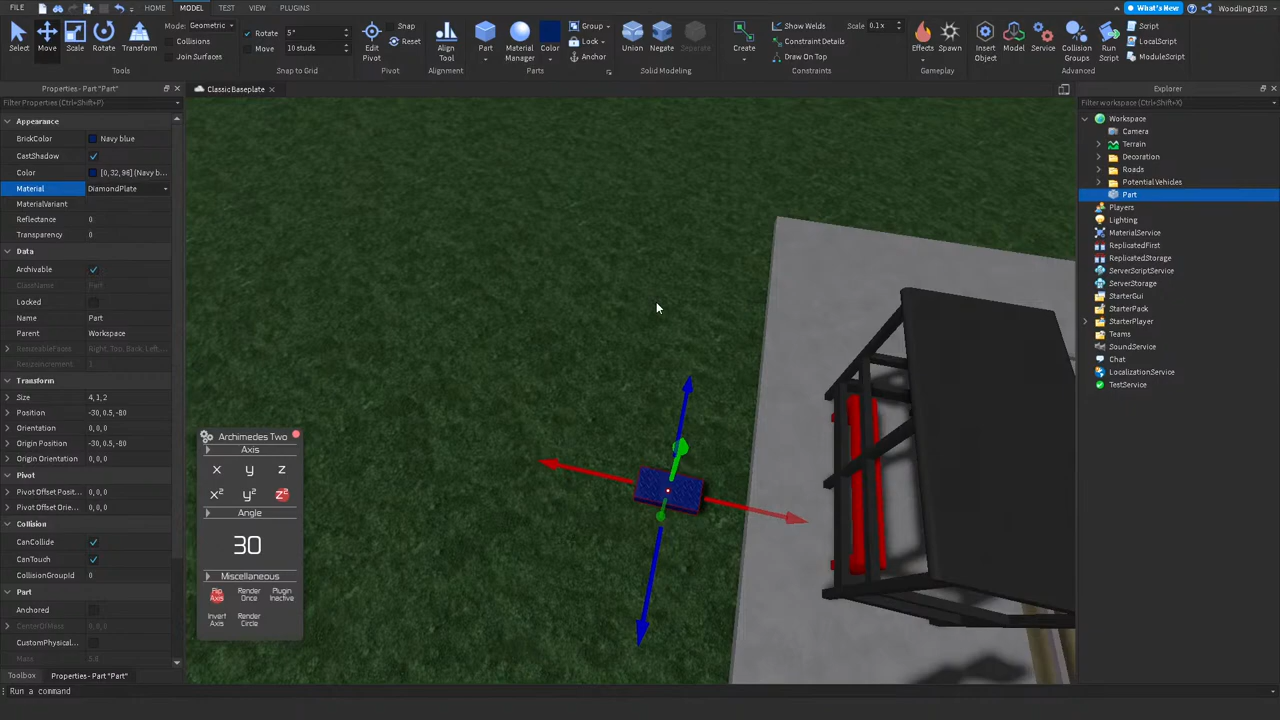 FILE HOME MODEL TEST VIEW PLUGINS What's New Woodling7163
Select Move Scale Rotate Transform
Mode: Geometric
Collisions
Join Surfaces
Tools
Rotate 5°
Move 10 studs
Snap to Grid
Edit Pivot
Snap
Reset
Pivot
Align Tool
Alignment
Part Material Manager Color
Group
Lock
Anchor
Parts
Union Negate Separate
Solid Modeling
Create
Show Welds
Constraint Details
Draw On Top
Scale 0.1x
Constraints
Effects Spawn
Gameplay
Insert Object Model Service Collision Groups Run Script
Script
LocalScript
ModuleScript
Advanced
Properties - Part "Part"
Filter Properties (Ctrl+Shift+P)
Appearance
BrickColor Navy blue
CastShadow
Color [0,32,96] (Navy b...
Material DiamondPlate
MaterialVariant
Reflectance 0
Transparency 0
Data
Archivable
ClassName Part
Locked
Name Part
Parent Workspace
ResizeableFaces Right, Top, Back, Left,...
ResizeIncrement 1
Transform
Size 4,1,2
Position -30,0.5,-80
Orientation 0,0,0
Origin Position -30,0.5,-80
Origin Orientation 0,0,0
Pivot
Pivot Offset Posit... 0,0,0
Pivot Offset Orie... 0,0,0
Collision
CanCollide
CanTouch
CollisionGroupId 0
Part
Anchored
CenterOfMass 0,0,0
CustomPhysical...
Mass 5.6
Toolbox Properties - Part "Part"
Run a command
ClassicBaseplate
Archimedes Two
Axis
x y z
x² y² z²
Angle
30
Miscellaneous
Flip Axis Render Once Plugin Inactive
Invert Axis Render Circle
Explorer
Filter workspace (Ctrl+Shift+X)
Workspace
Camera
Terrain
Decoration
Roads
Potential Vehicles
Part
Players
Lighting
MaterialService
ReplicatedFirst
ReplicatedStorage
ServerScriptService
ServerStorage
StarterGui
StarterPack
StarterPlayer
Teams
SoundService
Chat
LocalizationService
TestService